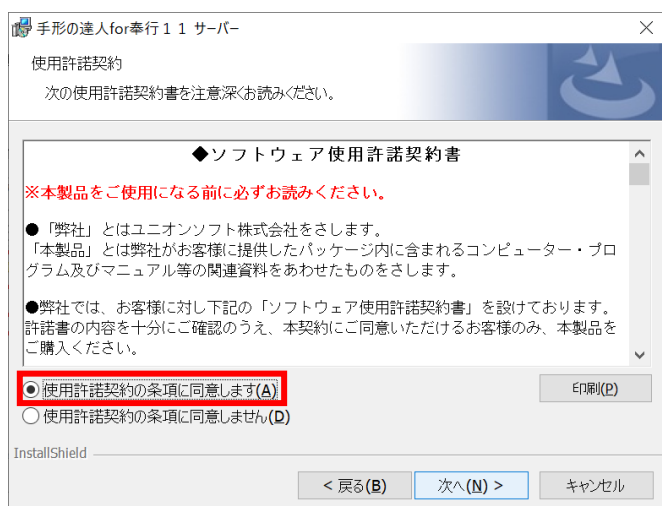 手形の達人for奉行１１ サーバー
使用許諾契約
次の使用許諾契約書を注意深くお読みください。
◆ソフトウェア使用許諾契約書
※本製品をご使用になる前に必ずお読みください。
●「弊社」とはユニオンソフト株式会社をさします。
「本製品」とは弊社がお客様に提供したパッケージ内に含まれるコンピューター・プロ
グラム及びマニュアル等の関連資料をあわせたものをさします。
●弊社では、お客様に対し下記の「ソフトウェア使用許諾契約書」を設けております。
許諾書の内容を十分にご確認のうえ、本契約にご同意いただけるお客様のみ、本製品を
ご購入ください。
使用許諾契約の条項に同意します(A)
印刷(P)
使用許諾契約の条項に同意しません(D)
InstallShield
< 戻る(B)
次へ(N) >
キャンセル